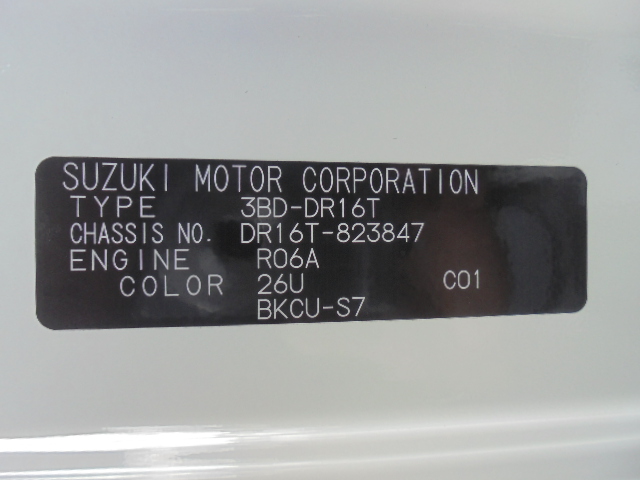 SUZUKI MOTOR CORPORATION
TYPE 3BD-DR16T
CHASSIS NO. DR16T-823847
ENGINE R06A
COLOR 26U C01
BKCU-S7